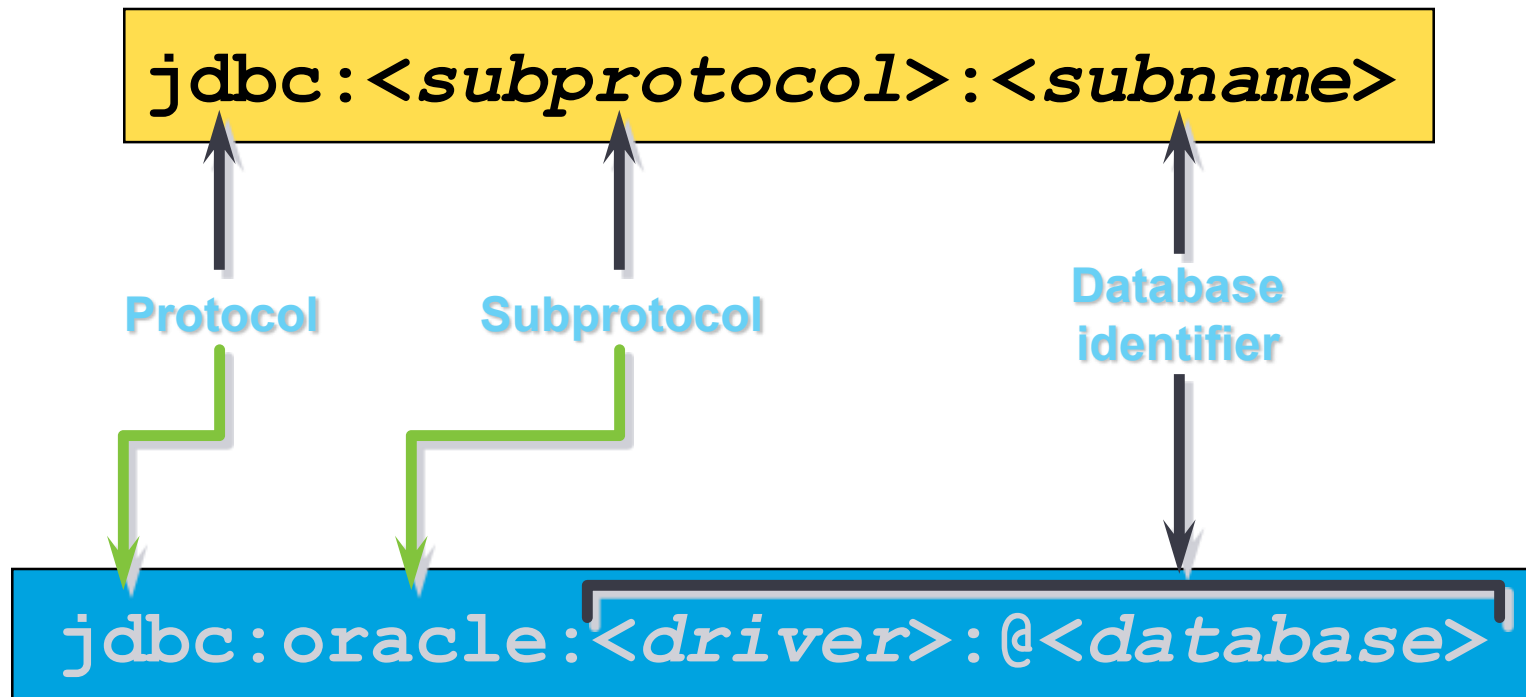 jdbc:<subprotocol>:<subname>
Protocol
Subprotocol
Database
identifier
jdbc:oracle:<driver>:@<database>